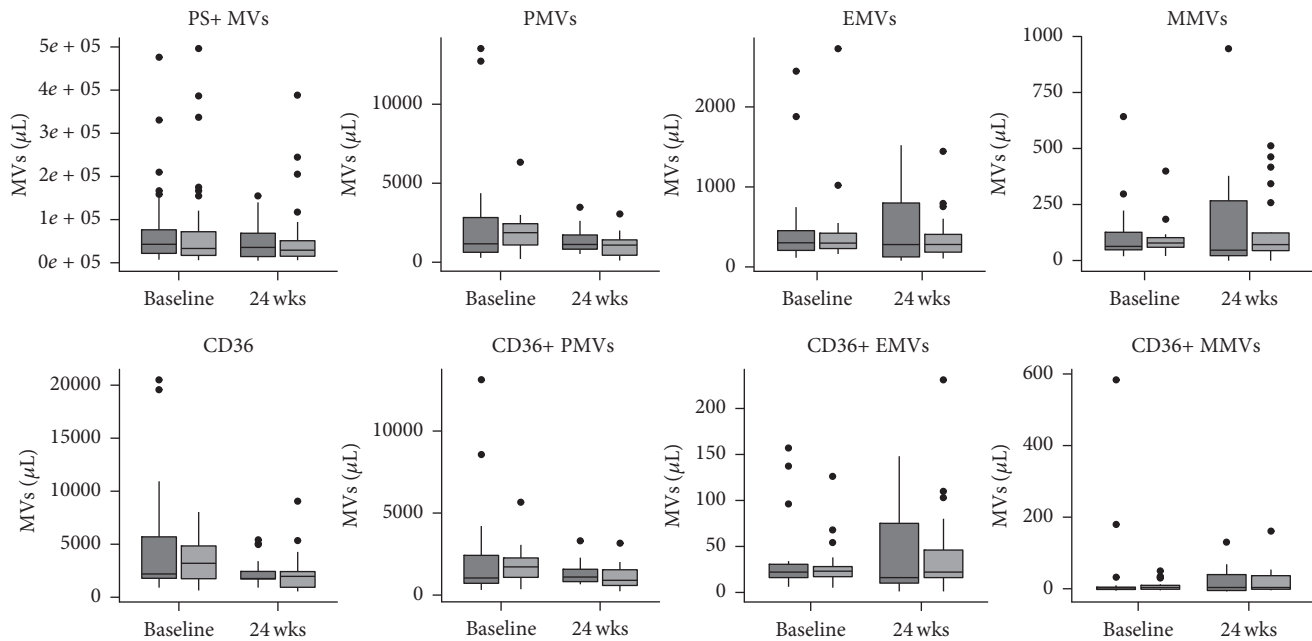 PS+ MVs
MVs (μL)
5e + 05
4e + 05
3e + 05
2e + 05
1e + 05
0e + 05
Baseline 24 wks
PMVs
MVs (μL)
10000
5000
0
Baseline 24 wks
EMVs
MVs (μL)
2000
1000
0
Baseline 24 wks
MMVs
MVs (μL)
1000
750
500
250
0
Baseline 24 wks
CD36
MVs (μL)
20000
15000
10000
5000
0
Baseline 24 wks
CD36+ PMVs
MVs (μL)
10000
5000
0
Baseline 24 wks
CD36+ EMVs
MVs (μL)
200
150
100
50
0
Baseline 24 wks
CD36+ MMVs
MVs (μL)
600
400
200
0
Baseline 24 wks